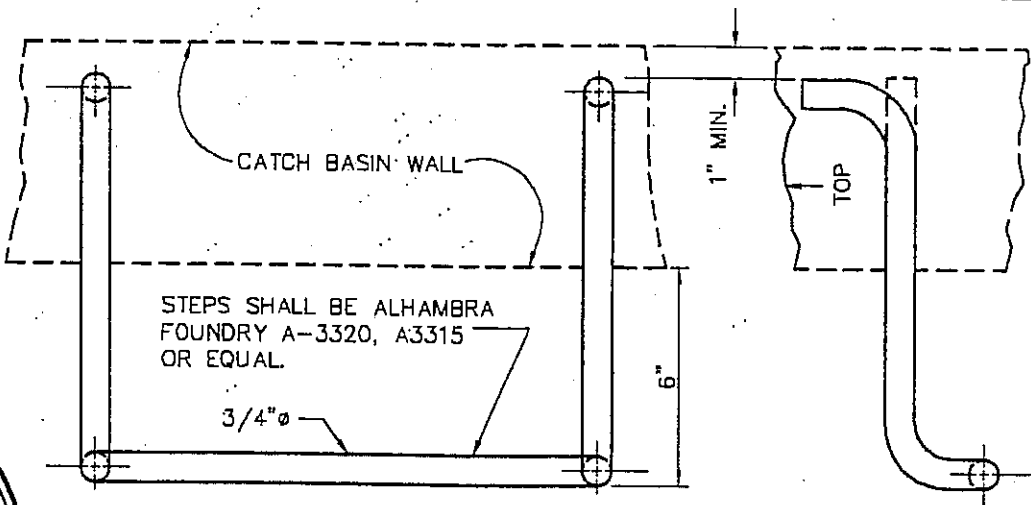 CATCH BASIN WALL
1" MIN.
TOP
STEPS SHALL BE ALHAMBRA
FOUNDRY A-3320, A3315
OR EQUAL.
6"
3/4"ø